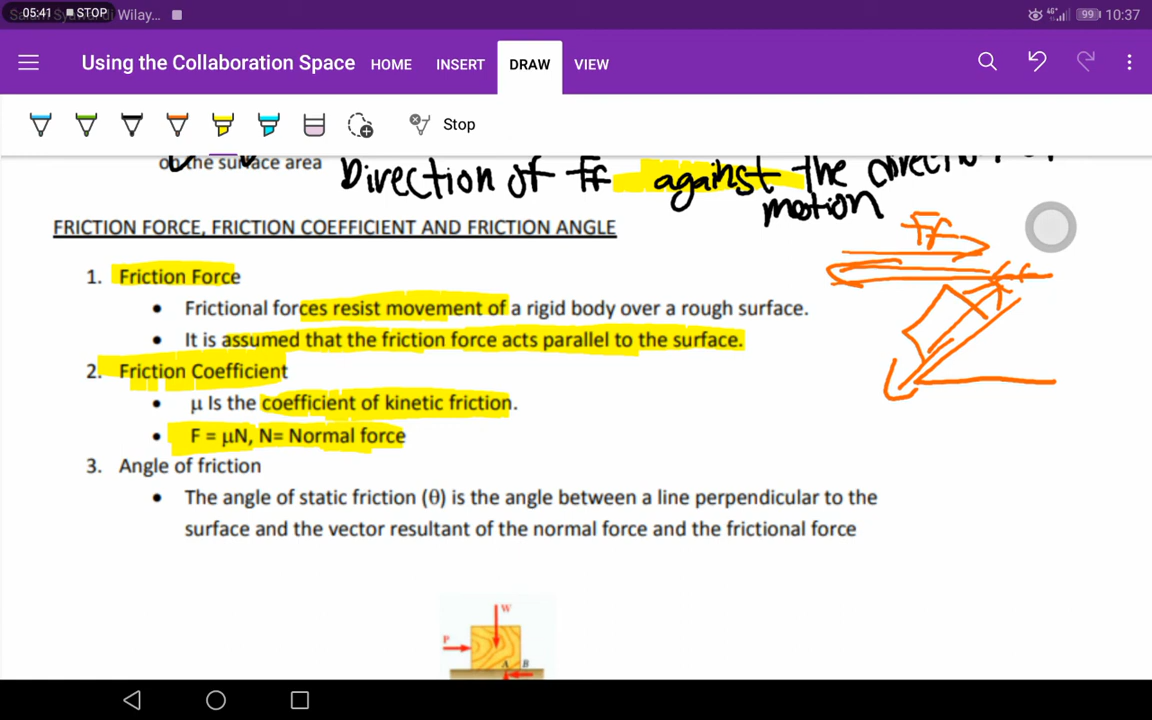 05:41 STOP Wilay... 4G 99 10:37
Using the Collaboration Space HOME INSERT DRAW VIEW
Stop
on the surface area
Direction of Ff against the direction
motion
FRICTION FORCE, FRICTION COEFFICIENT AND FRICTION ANGLE
Ff
1. Friction Force
• Frictional forces resist movement of a rigid body over a rough surface.
• It is assumed that the friction force acts parallel to the surface.
2. Friction Coefficient
• µ Is the coefficient of kinetic friction.
• F = µN, N= Normal force
3. Angle of friction
• The angle of static friction (θ) is the angle between a line perpendicular to the
surface and the vector resultant of the normal force and the frictional force
W
P
A B